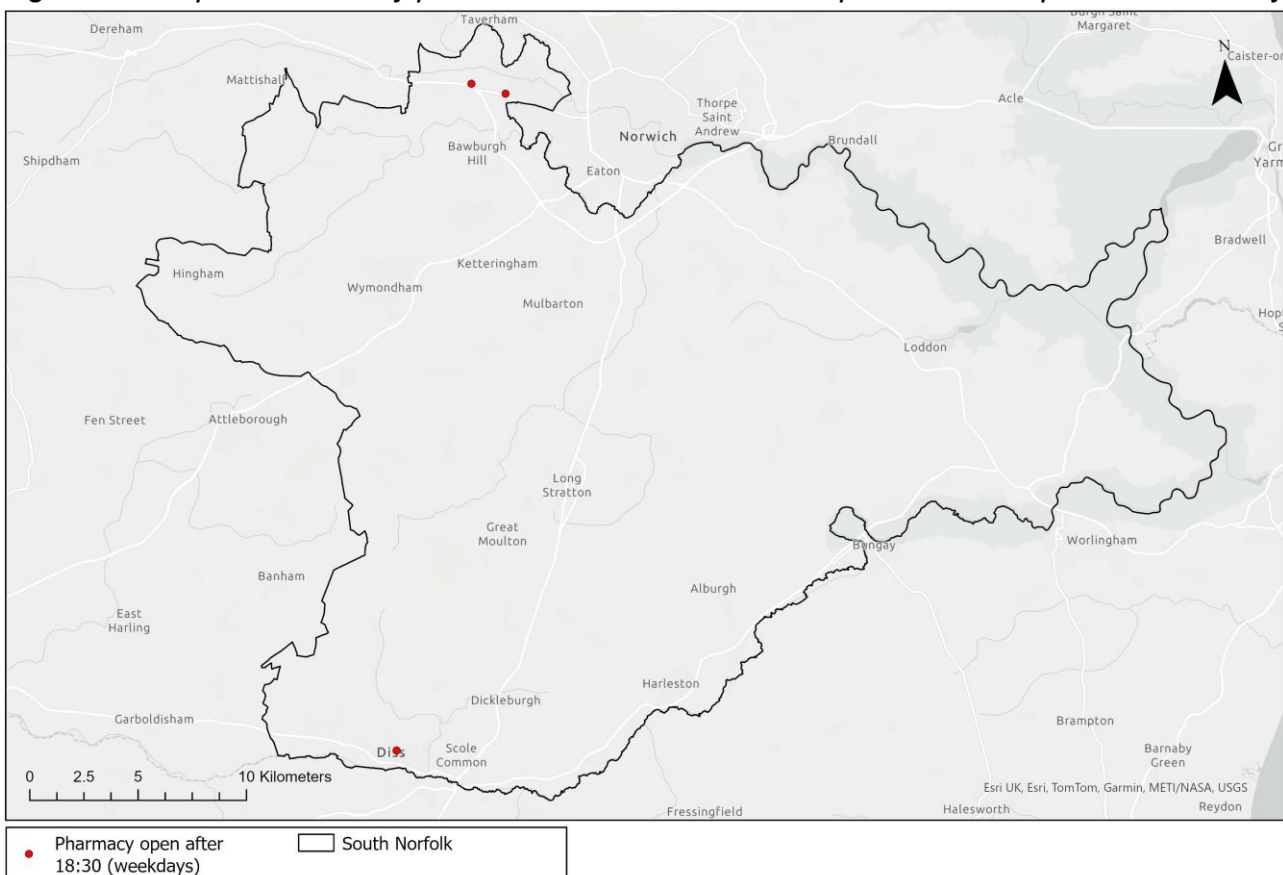 Dereham
Taverham
Margaret
Caister-on
N
Mattishall
Acle
Thorpe
Saint
Andrew
Norwich
Brundall
Shipdham
Bawburgh
Hill
Eaton
Yarm
Bradwell
Hingham
Ketteringham
Wymondham
Mulbarton
Loddon
Fen Street
Attleborough
Long
Stratton
Great
Moulton
Bungay
Worlingham
Banham
Alburgh
East
Harling
Harleston
Dickleburgh
Garboldisham
Brampton
Diss
Scole
Common
Barnaby
Green
0 2.5 5 10 Kilometers
Esri UK, Esri, TomTom, Garmin, METI/NASA, USGS
Fressingfield
Halesworth
Reydon
Pharmacy open after
18:30 (weekdays)
South Norfolk